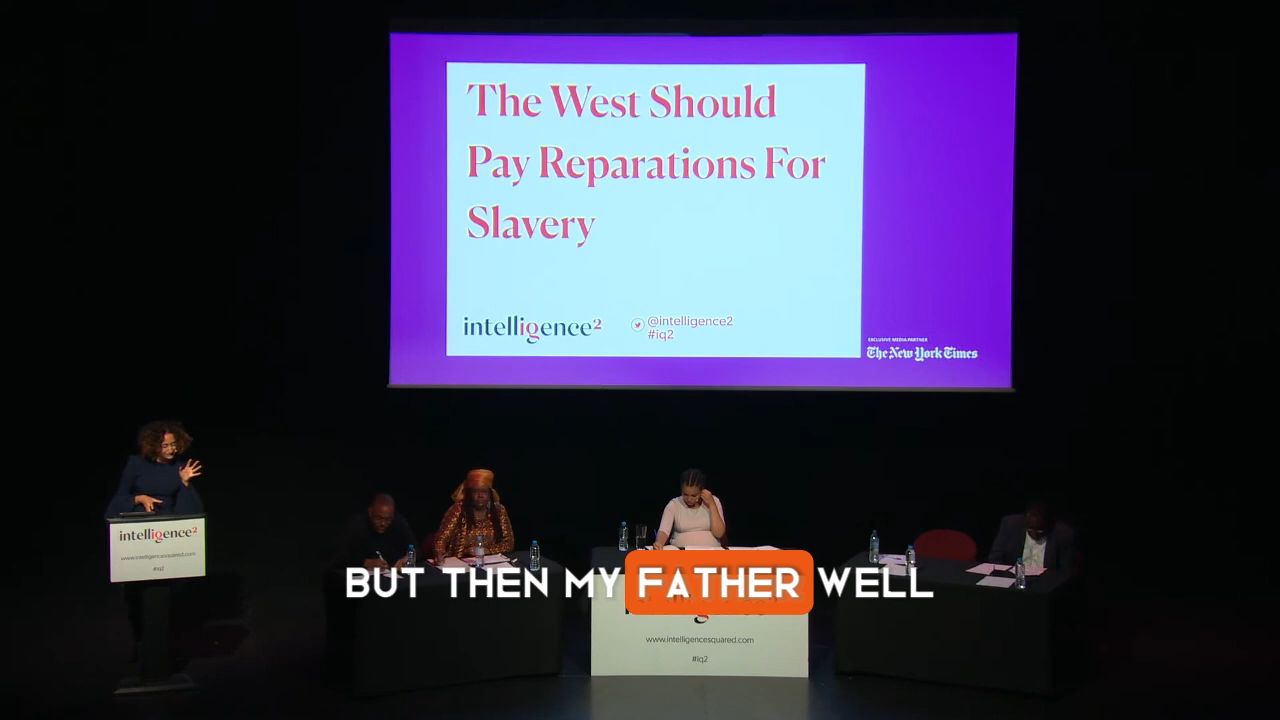 The West Should
Pay Reparations For
Slavery
intelligence²
@intelligence2
#iq2
EXCLUSIVE MEDIA PARTNER
The New York Times
intelligence²
www.intelligencesquared.com
#iq2
BUT THEN MY FATHER WELL
www.intelligencesquared.com
#iq2